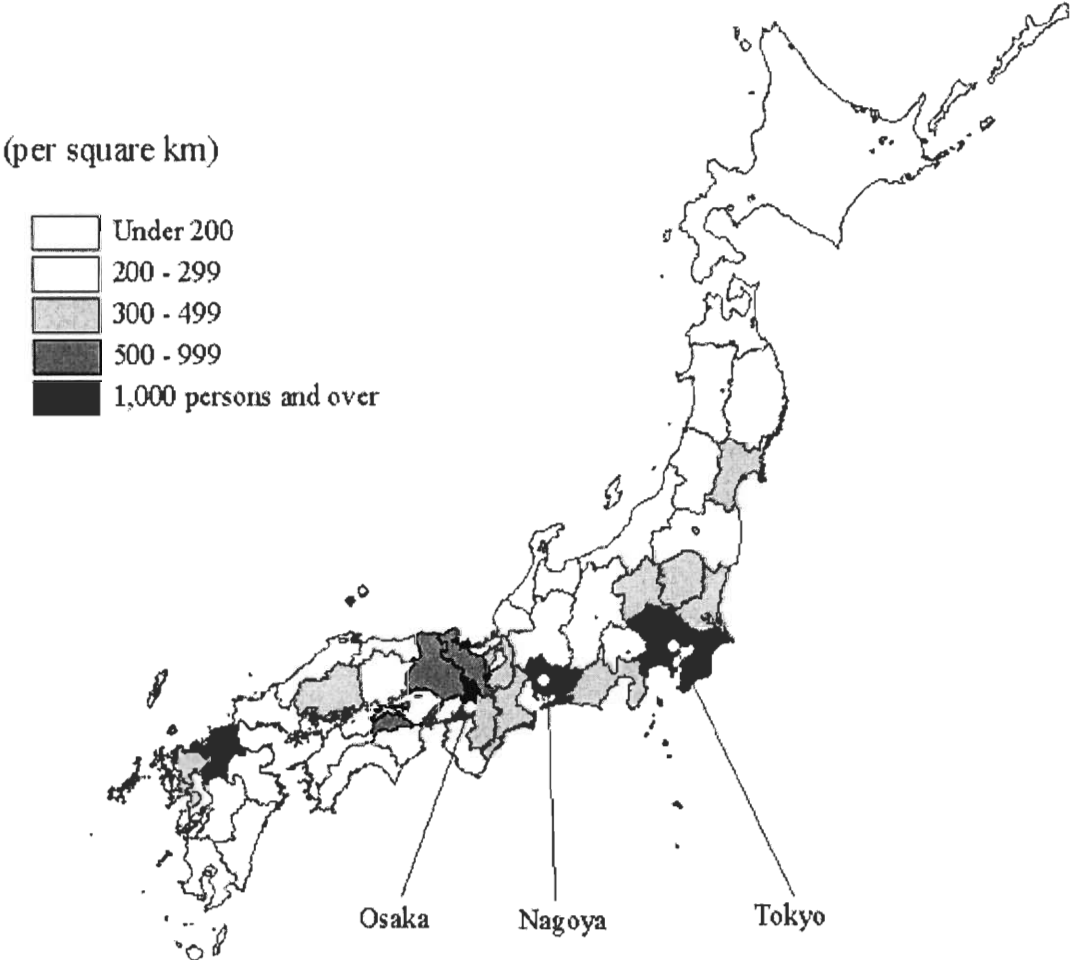 (per square km)
Under 200
200 - 299
300 - 499
500 - 999
1,000 persons and over
Osaka
Nagoya
Tokyo